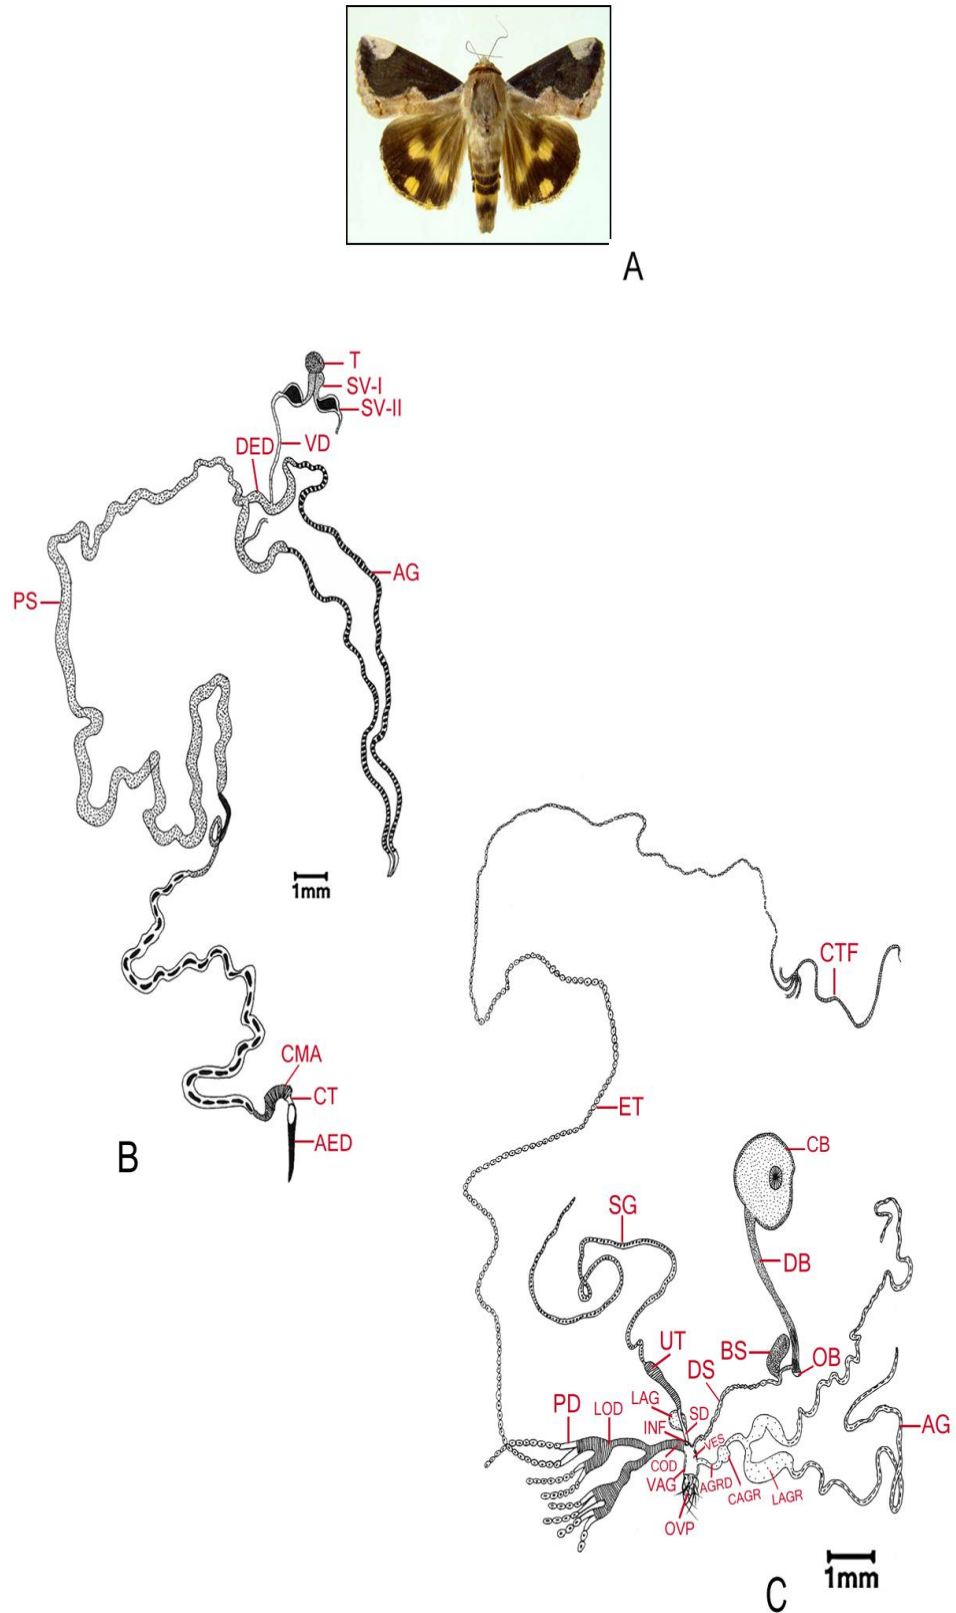 A
T
SV-I
SV-II
DED
VD
AG
PS
1mm
CMA
CT
AED
B
CTF
ET
CB
SG
DB
UT
BS
OB
DS
LAG
PD
LOD
SD
INF
VES
AG
COD
VAG
AGRD
CAGR
LAGR
OVP
1mm
C